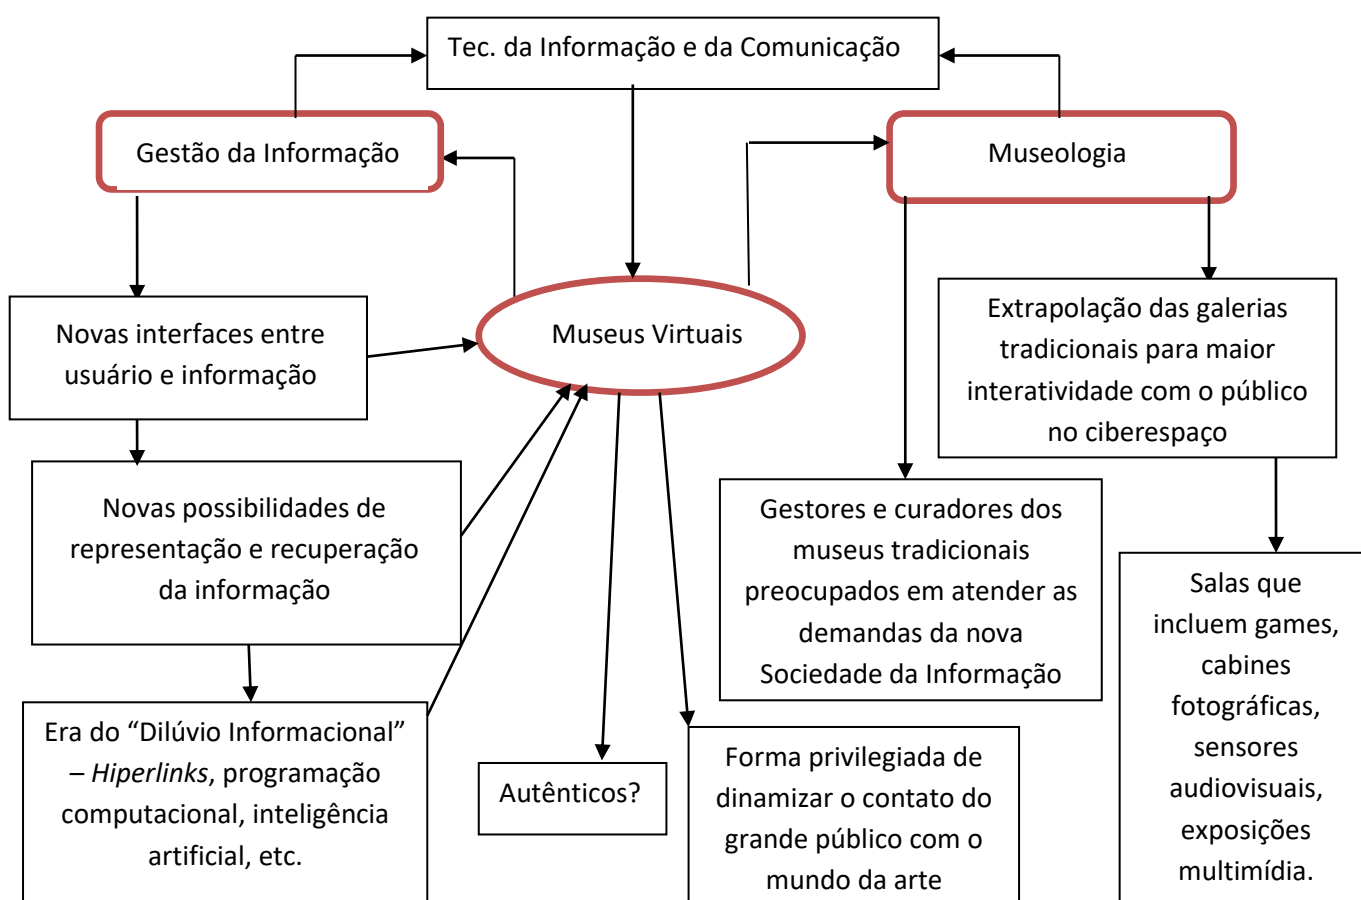 Tec. da Informação e da Comunicação
Gestão da Informação
Museologia
Novas interfaces entre
usuário e informação
Museus Virtuais
Extrapolação das galerias
tradicionais para maior
interatividade com o público
no ciberespaço
Novas possibilidades de
representação e recuperação
da informação
Gestores e curadores dos
museus tradicionais
preocupados em atender as
demandas da nova
Sociedade da Informação
Salas que
incluem games,
cabines
fotográficas,
sensores
audiovisuais,
exposições
multimídia.
Era do “Dilúvio Informacional”
– Hiperlinks, programação
computacional, inteligência
artificial, etc.
Autênticos?
Forma privilegiada de
dinamizar o contato do
grande público com o
mundo da arte